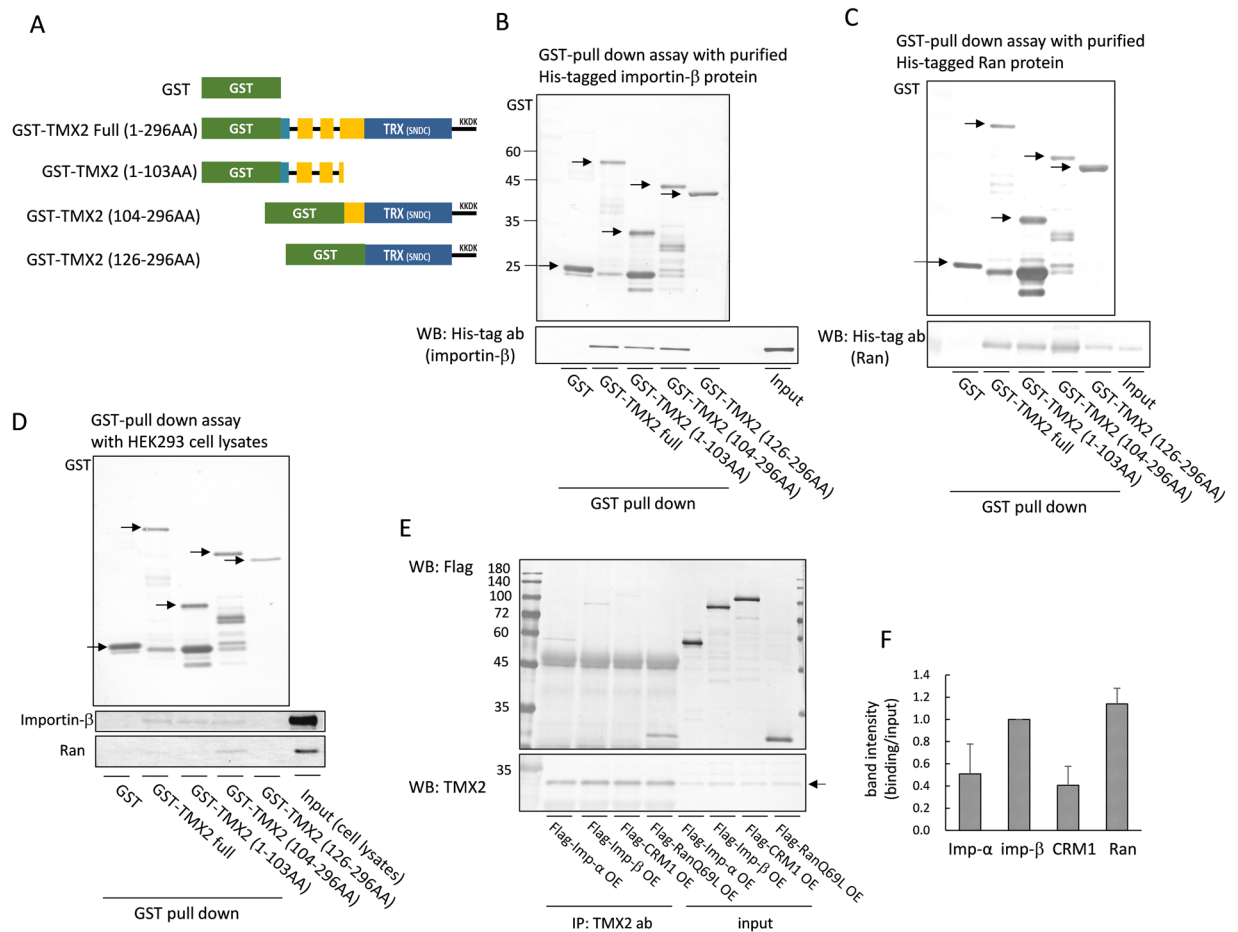 A
GST
GST
GST-TMX2 Full (1-296AA)
GST
TRX (SNDC)
KKDK
GST-TMX2 (1-103AA)
GST
GST-TMX2 (104-296AA)
GST
TRX (SNDC)
KKDK
GST-TMX2 (126-296AA)
GST
TRX (SNDC)
KKDK
B
GST-pull down assay with purified
His-tagged importin-β protein
GST
60
45
35
25
WB: His-tag ab
(importin-β)
GST
GST-TMX2 full
GST-TMX2 (1-103AA)
GST-TMX2 (104-296AA)
GST-TMX2 (126-296AA)
Input
GST pull down
C
GST-pull down assay with purified
His-tagged Ran protein
GST
WB: His-tag ab
(Ran)
GST
GST-TMX2 full
GST-TMX2 (1-103AA)
GST-TMX2 (104-296AA)
GST-TMX2 (126-296AA)
Input
GST pull down
D
GST-pull down assay
with HEK293 cell lysates
GST
Importin-β
Ran
GST
GST-TMX2 full
GST-TMX2 (1-103AA)
GST-TMX2 (104-296AA)
GST-TMX2 (126-296AA)
Input (cell lysates)
GST pull down
E
WB: Flag
180
140
100
72
60
45
35
35
WB: TMX2
Flag-Imp-α OE
Flag-Imp-β OE
Flag-CRM1 OE
Flag-RanQ69L OE
Flag-Imp-α OE
Flag-Imp-β OE
Flag-CRM1 OE
Flag-RanQ69L OE
IP: TMX2 ab
input
F
band intensity
(binding/input)
1.4
1.2
1.0
0.8
0.6
0.4
0.2
0.0
Imp-α
imp-β
CRM1
Ran